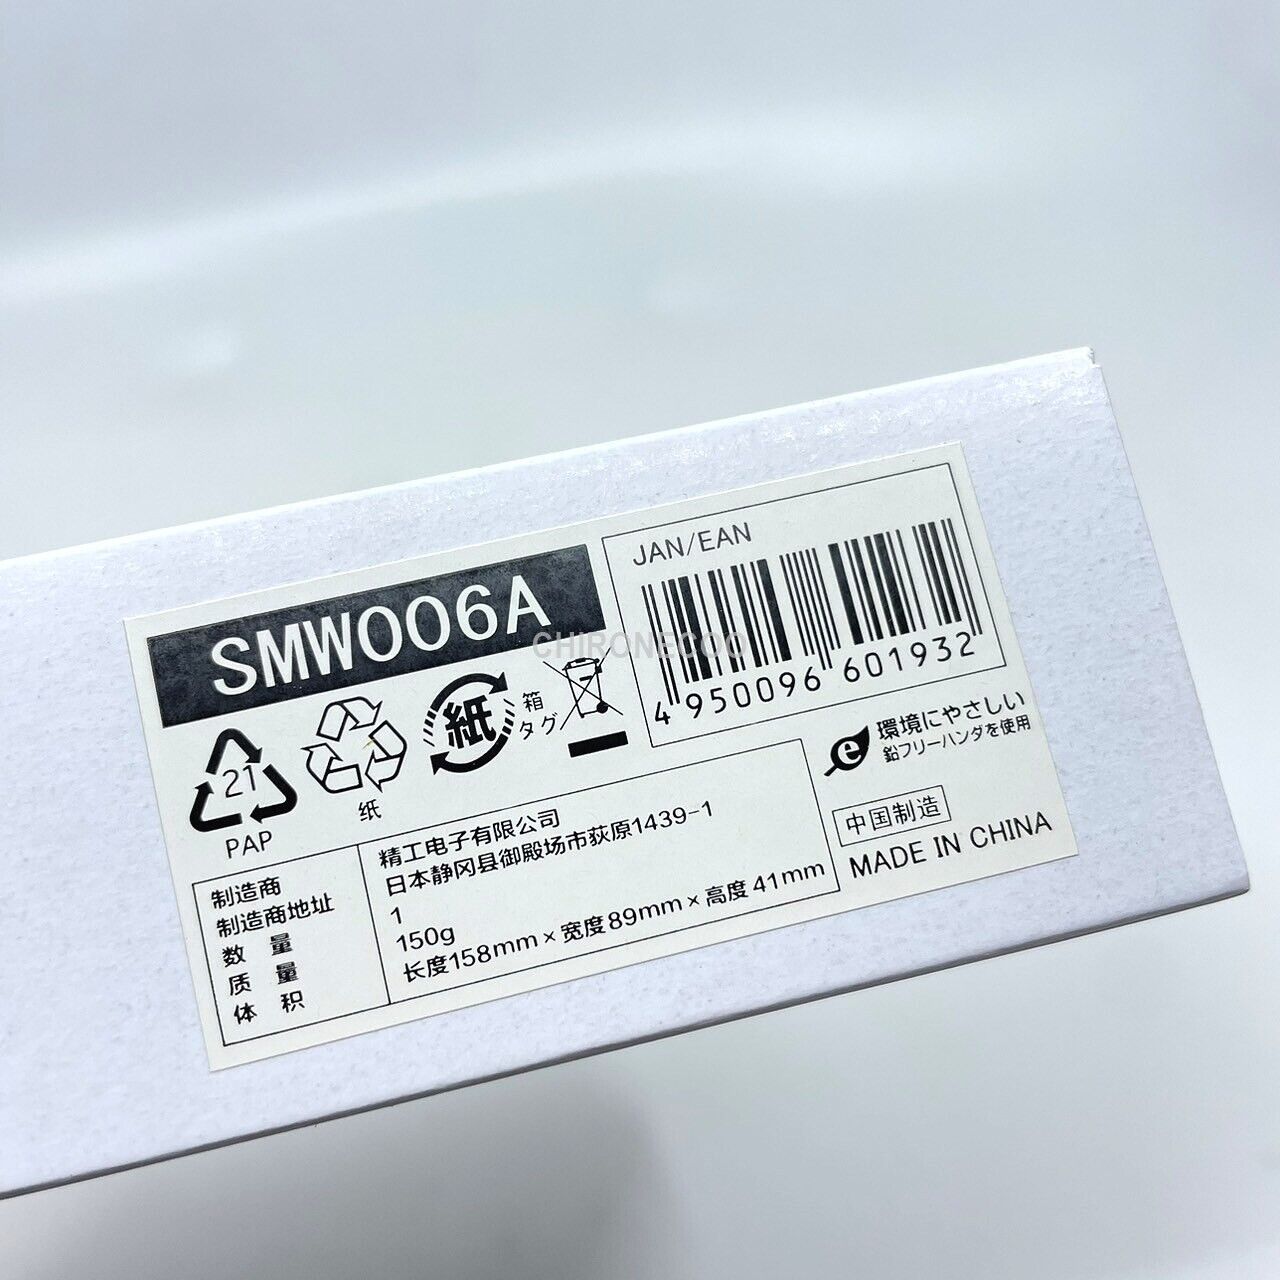 SMW006A
JAN/EAN
4 950096 601932
CHIRONECOO
21
PAP
纸
紙
箱
タグ
環境にやさしい
鉛フリーハンダを使用
中国制造
MADE IN CHINA
制造商 精工电子有限公司
制造商地址 日本静冈县御殿场市荻原1439-1
数 量 1
质 量 150g
体 积 长度158mm×宽度89mm×高度41mm